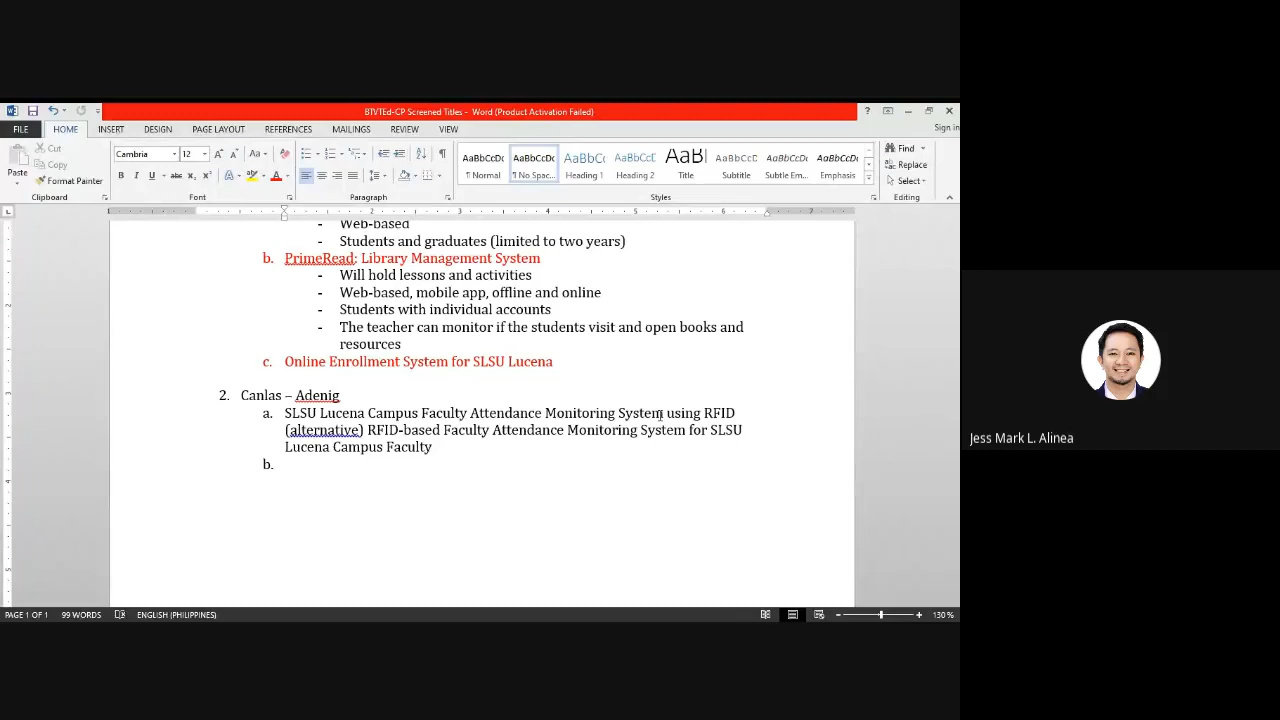 BTVTEd-CP Screened Titles - Word (Product Activation Failed)
FILE HOME INSERT DESIGN PAGE LAYOUT REFERENCES MAILINGS REVIEW VIEW Sign in
Paste
Cut
Copy
Format Painter
Clipboard
Cambria 12
Font
Paragraph
AaBbCcDc AaBbCcDc AaBbCc AaBbCcE AaBl AaBbCcDc AaBbCcDc AaBbCcDc
¶ Normal ¶ No Spac... Heading 1 Heading 2 Title Subtitle Subtle Em... Emphasis
Styles
Find
Replace
Select
Editing
- Web-based
- Students and graduates (limited to two years)
b. PrimeRead: Library Management System
- Will hold lessons and activities
- Web-based, mobile app, offline and online
- Students with individual accounts
- The teacher can monitor if the students visit and open books and
resources
c. Online Enrollment System for SLSU Lucena
2. Canlas – Adenig
a. SLSU Lucena Campus Faculty Attendance Monitoring System using RFID
(alternative) RFID-based Faculty Attendance Monitoring System for SLSU
Lucena Campus Faculty
b.
PAGE 1 OF 1 99 WORDS ENGLISH (PHILIPPINES) 130 %
Jess Mark L. Alinea